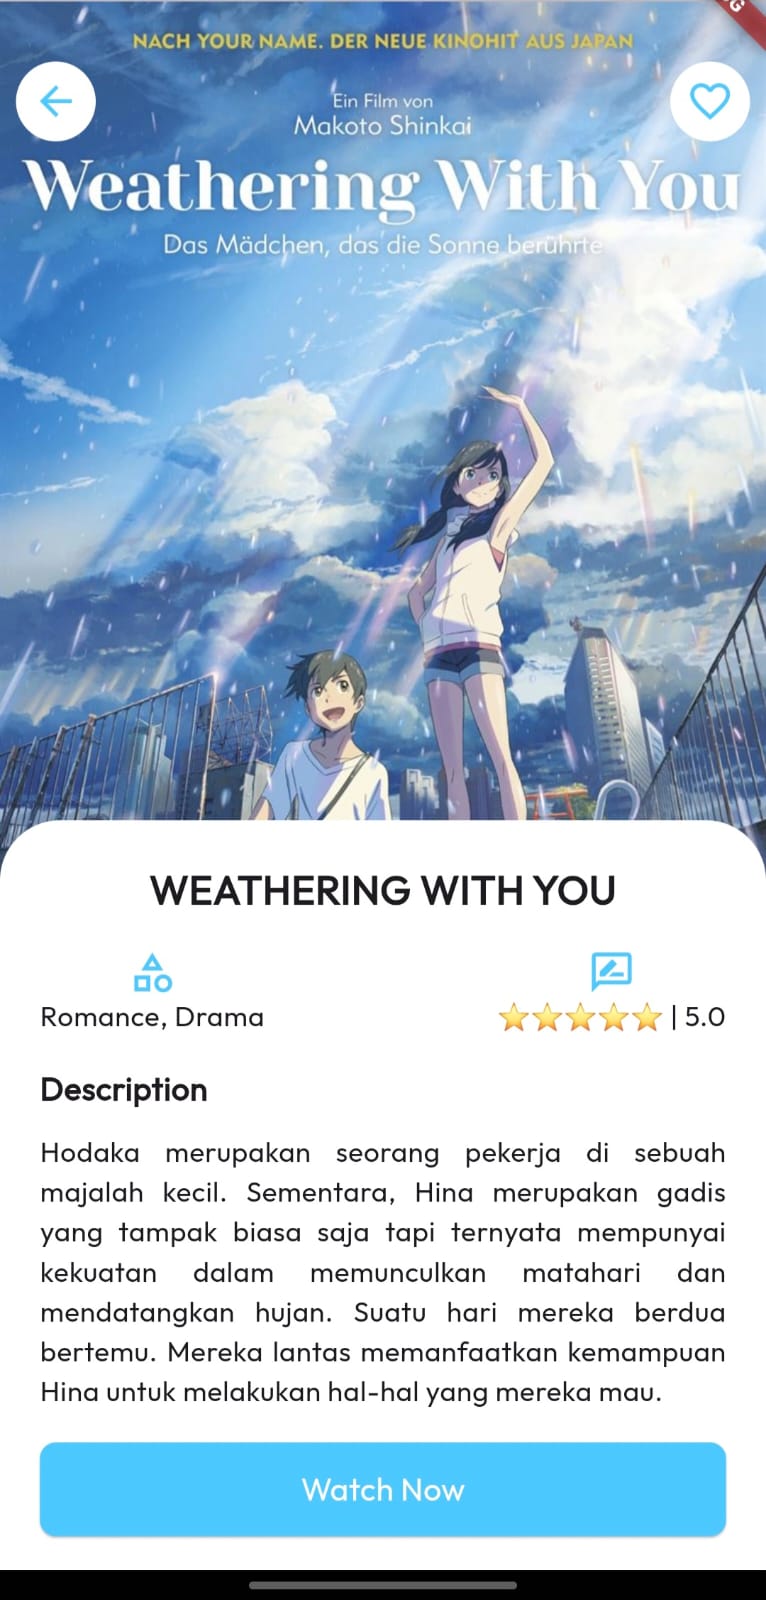 NACH YOUR NAME. DER NEUE KINOHIT AUS JAPAN
Ein Film von
Makoto Shinkai
Weathering With You
Das Mädchen, das die Sonne berührte
WEATHERING WITH YOU
Romance, Drama
⭐⭐⭐⭐⭐ | 5.0
Description
Hodaka merupakan seorang pekerja di sebuah
majalah kecil. Sementara, Hina merupakan gadis
yang tampak biasa saja tapi ternyata mempunyai
kekuatan dalam memunculkan matahari dan
mendatangkan hujan. Suatu hari mereka berdua
bertemu. Mereka lantas memanfaatkan kemampuan
Hina untuk melakukan hal-hal yang mereka mau.
Watch Now